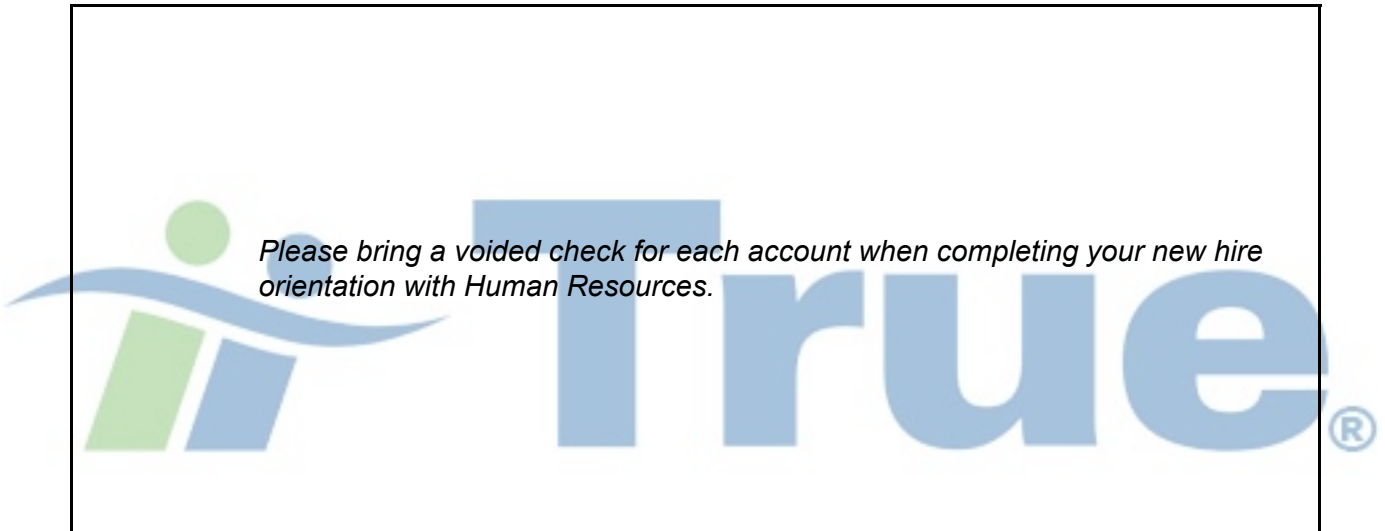 Please bring a voided check for each account when completing your new hire
orientation with Human Resources.
True®